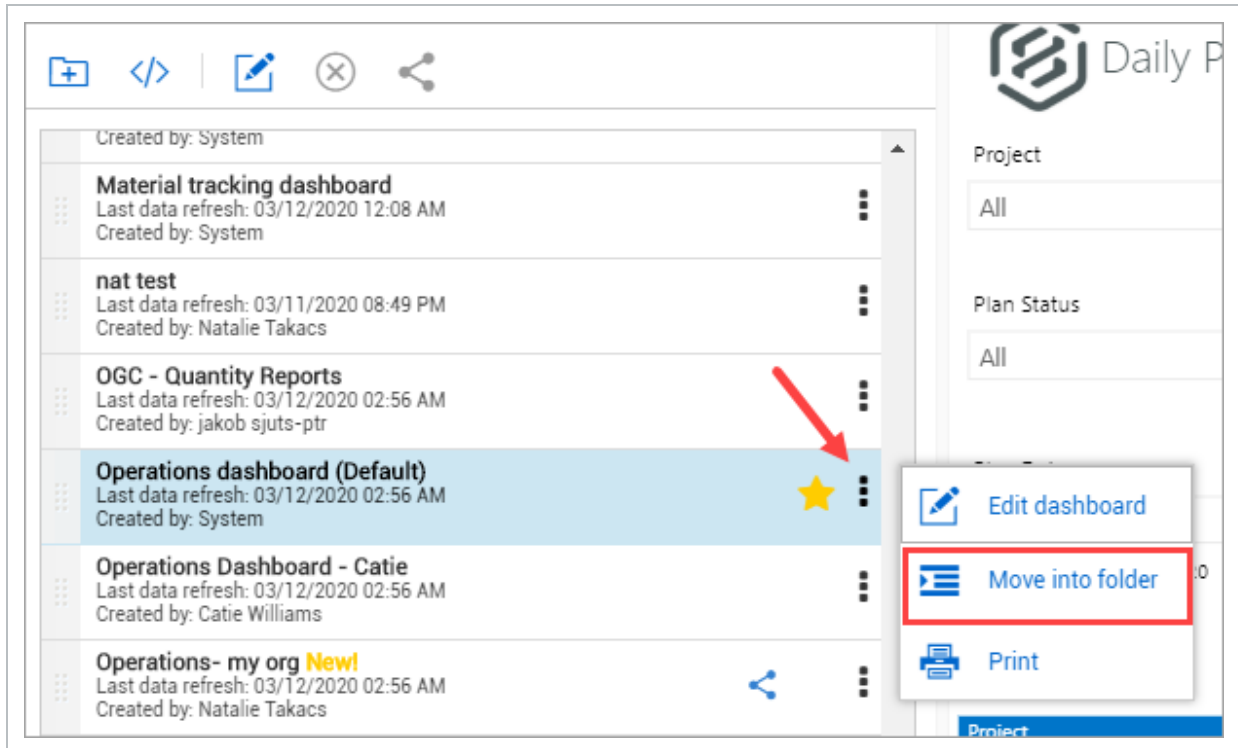 Daily P
Created by: System
Material tracking dashboard
Last data refresh: 03/12/2020 12:08 AM
Created by: System
nat test
Last data refresh: 03/11/2020 08:49 PM
Created by: Natalie Takacs
OGC - Quantity Reports
Last data refresh: 03/12/2020 02:56 AM
Created by: jakob sjuts-ptr
Operations dashboard (Default)
Last data refresh: 03/12/2020 02:56 AM
Created by: System
Operations Dashboard - Catie
Last data refresh: 03/12/2020 02:56 AM
Created by: Catie Williams
Operations- my org New!
Last data refresh: 03/12/2020 02:56 AM
Created by: Natalie Takacs
Project
All
Plan Status
All
Edit dashboard
Move into folder
Print
Project